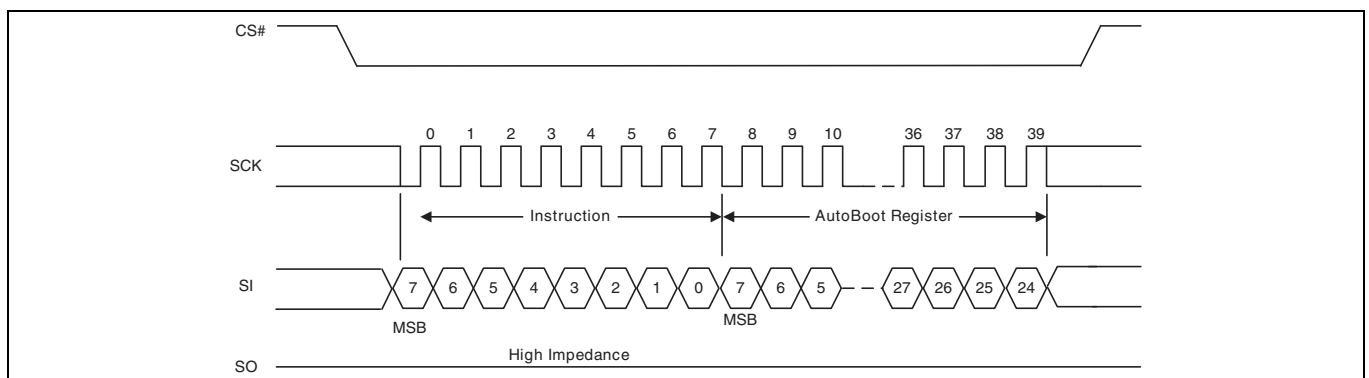 CS#
0 1 2 3 4 5 6 7 8 9 10 36 37 38 39
SCK
Instruction AutoBoot Register
SI 7 6 5 4 3 2 1 0 7 6 5 27 26 25 24
MSB MSB
High Impedance
SO